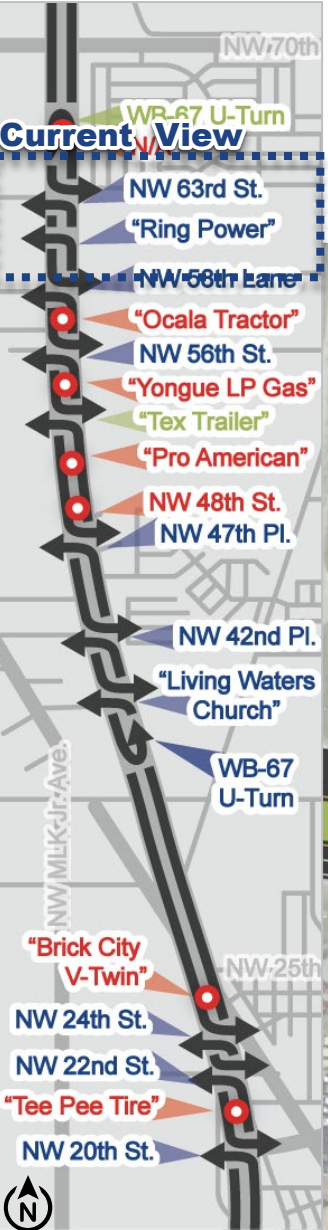 NW 70th
WB-67 U-Turn
Current View
NW 63rd St.
“Ring Power”
NW 58th Lane
“Ocala Tractor”
NW 56th St.
“Yongue LP Gas”
“Tex Trailer”
“Pro American”
NW 48th St.
NW 47th Pl.
NW 42nd Pl.
“Living Waters
Church”
WB-67
U-Turn
NW MLK Jr. Ave.
“Brick City
V-Twin”
NW 25th
NW 24th St.
NW 22nd St.
“Tee Pee Tire”
NW 20th St.
N